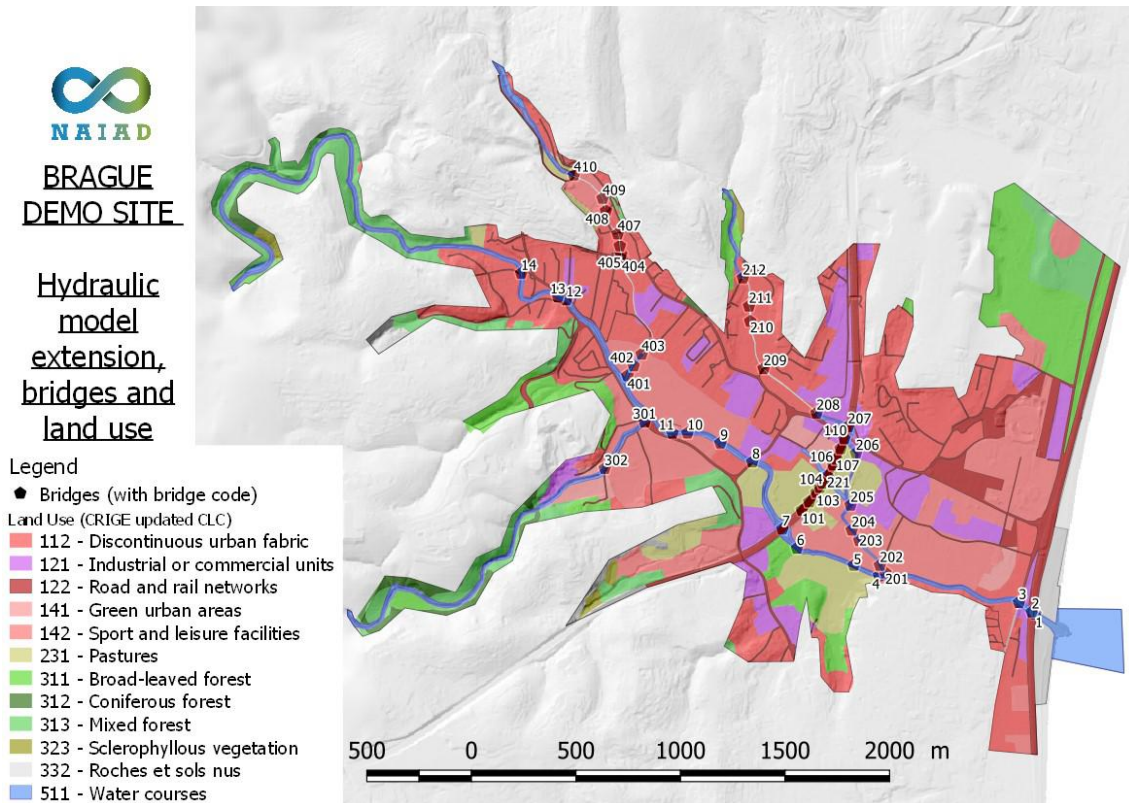 NAIAD
BRAGUE
DEMO SITE
Hydraulic
model
extension,
bridges and
land use
Legend
Bridges (with bridge code)
Land Use (CRIGE updated CLC)
112 - Discontinuous urban fabric
121 - Industrial or commercial units
122 - Road and rail networks
141 - Green urban areas
142 - Sport and leisure facilities
231 - Pastures
311 - Broad-leaved forest
312 - Coniferous forest
313 - Mixed forest
323 - Sclerophyllous vegetation
332 - Roches et sols nus
511 - Water courses
410
409
408
407
405 404
14
13 12
212
211
210
403
402
401
209
301
11 10
9
8
302
208
207
110
206
106
107
104
221
103
205
101
7
204
6
203
5
202
4 201
3
2
1
500 0 500 1000 1500 2000 m